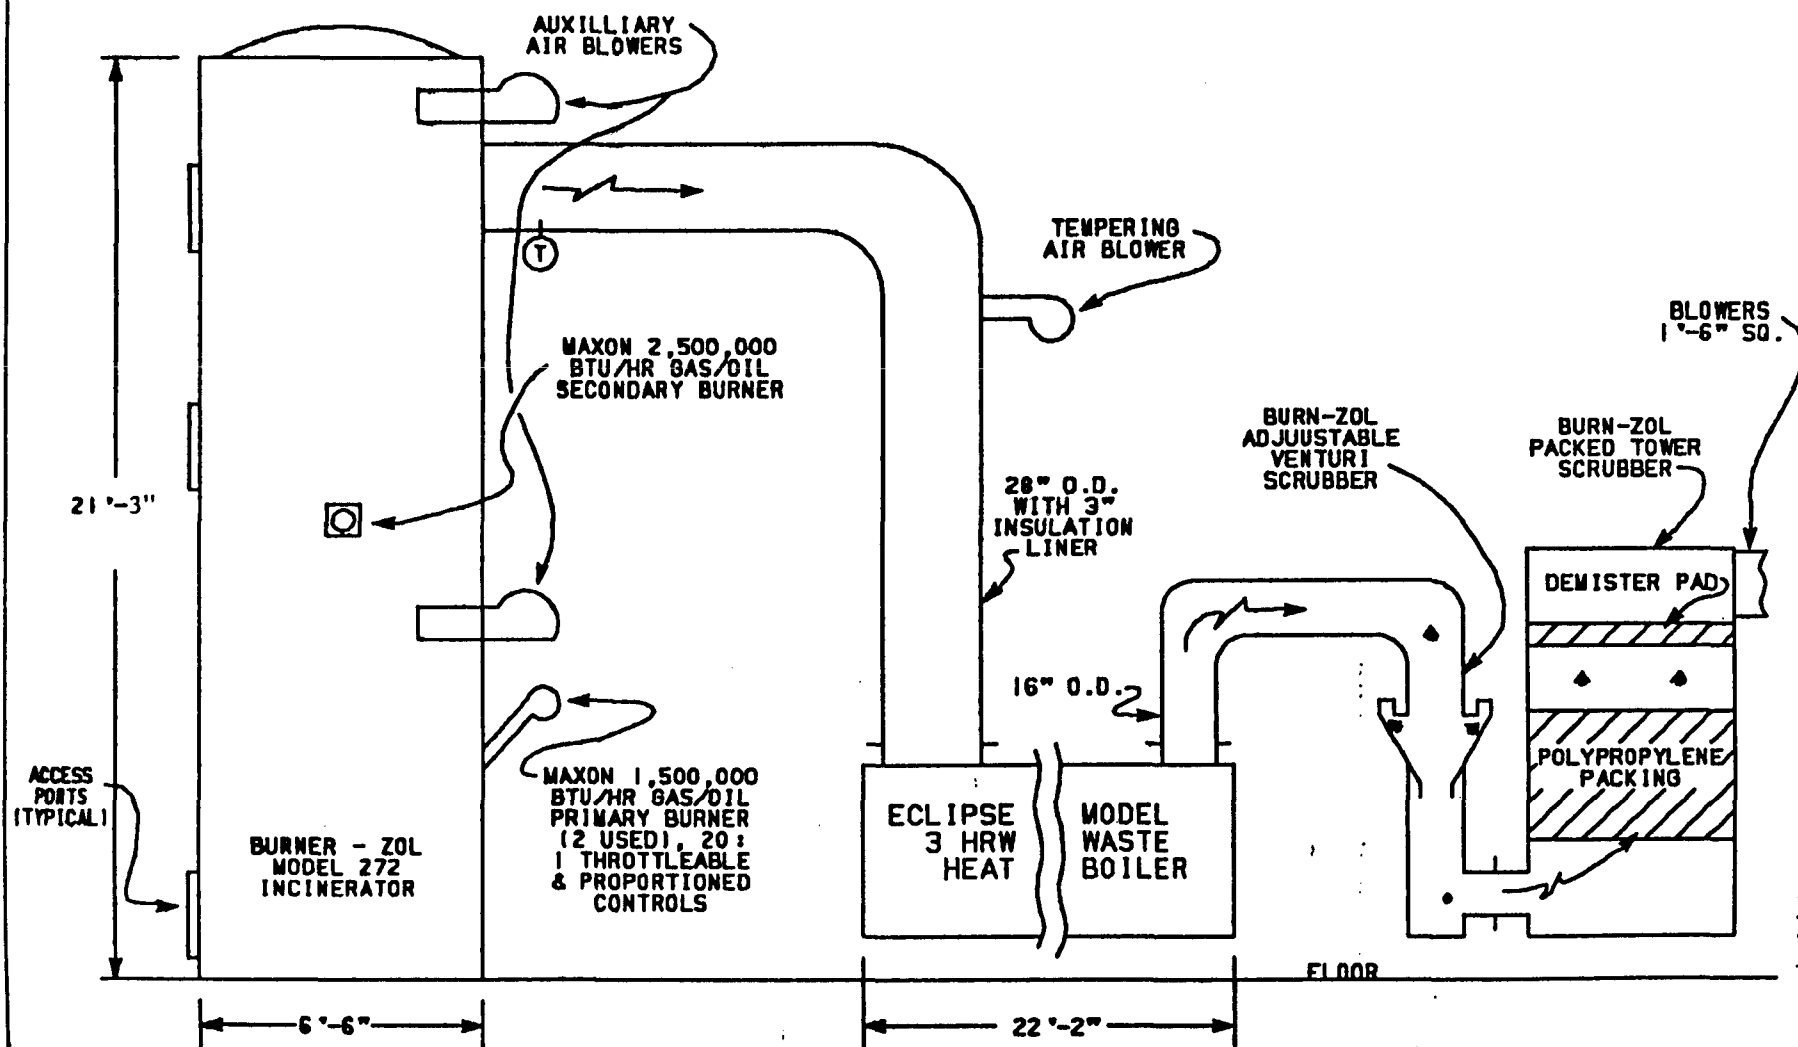 AUXILLIARY
AIR BLOWERS
TEMPERING
AIR BLOWER
BLOWERS
1'-6" SQ.
MAXON 2,500,000
BTU/HR GAS/OIL
SECONDARY BURNER
T
BURN-ZOL
ADJUUSTABLE
VENTURI
SCRUBBER
BURN-ZOL
PACKED TOWER
SCRUBBER
21'-3"
28" O.D.
WITH 3"
INSULATION
LINER
DEMISTER PAD
16" O.D.
POLYPROPYLENE
PACKING
ACCESS
PORTS
(TYPICAL)
MAXON 1,500,000
BTU/HR GAS/OIL
PRIMARY BURNER
(2 USED), 20:
1 THROTTLEABLE
& PROPORTIONED
CONTROLS
BURNER - ZOL
MODEL 272
INCINERATOR
ECLIPSE MODEL
3 HRW WASTE
HEAT BOILER
FLOOR
6'-6"
22'-2"